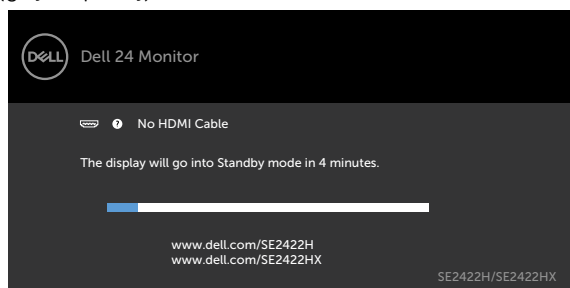 DELL Dell 24 Monitor
? No HDMI Cable
The display will go into Standby mode in 4 minutes.
www.dell.com/SE2422H
www.dell.com/SE2422HX
SE2422H/SE2422HX